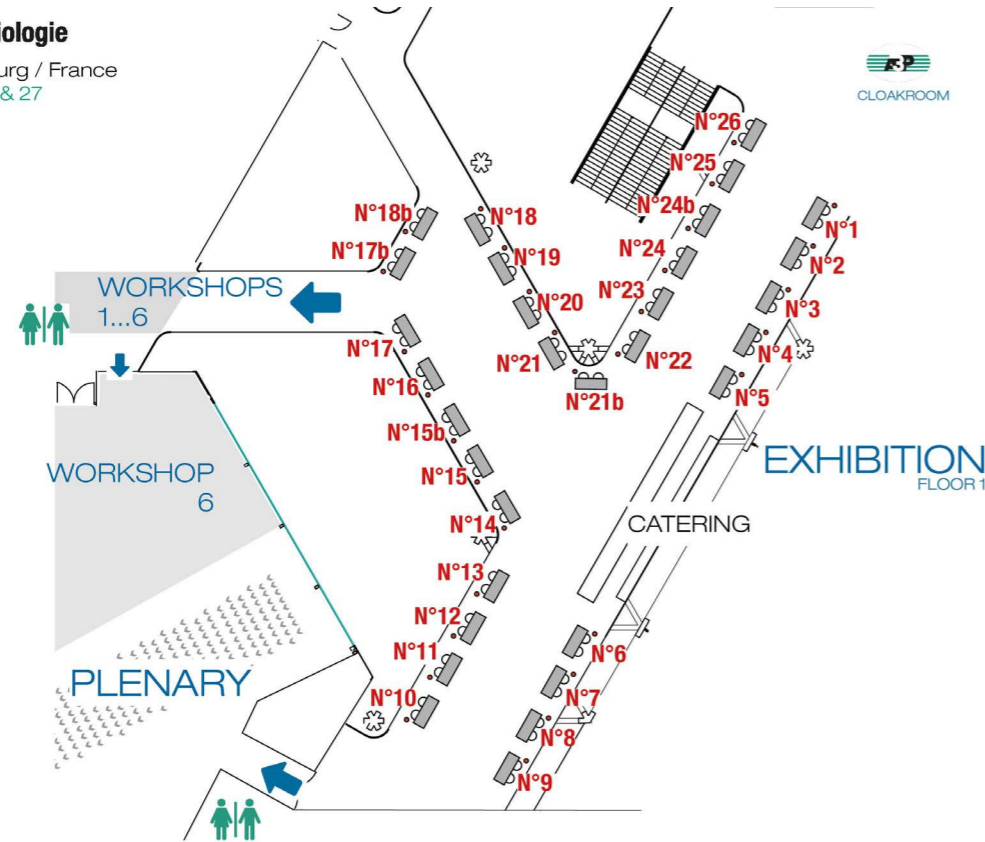 iologie
urg / France
& 27
A3P
CLOAKROOM
N°26
N°25
N°24b
N°24
N°23
N°22
N°18b
N°17b
N°18
N°19
N°20
N°21
N°21b
N°1
N°2
N°3
N°4
N°5
WORKSHOPS
1...6
N°17
N°16
N°15b
N°15
N°14
WORKSHOP
6
EXHIBITION
FLOOR 1
CATERING
N°13
N°12
N°11
N°10
N°6
N°7
N°8
N°9
PLENARY